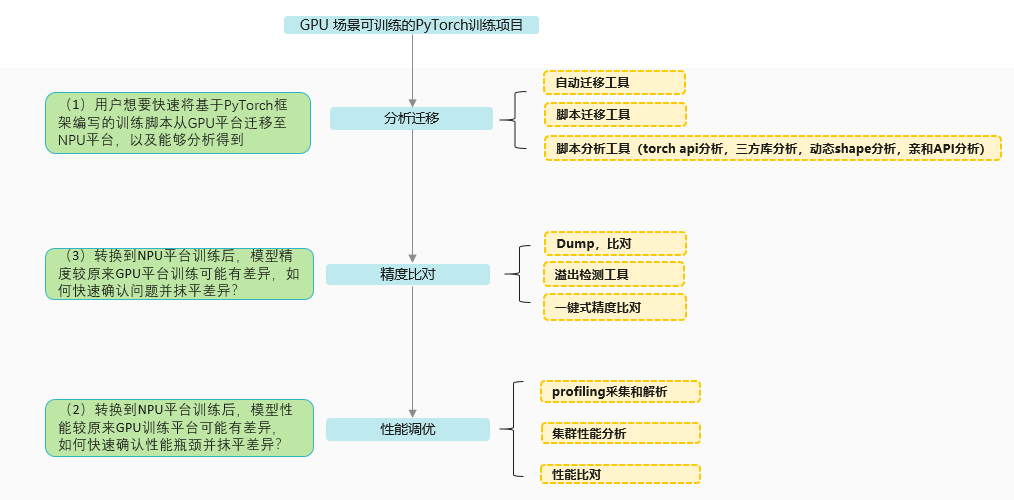 GPU 场景可训练的PyTorch训练项目
（1）用户想要快速将基于PyTorch框
架编写的训练脚本从GPU平台迁移至
NPU平台，以及能够分析得到
分析迁移
自动迁移工具
脚本迁移工具
脚本分析工具（torch api分析，三方库分析，动态shape分析，亲和API分析）
（3）转换到NPU平台训练后，模型精
度较原来GPU平台训练可能有差异，如
何快速确认问题并抹平差异？
精度比对
Dump，比对
溢出检测工具
一键式精度比对
（2）转换到NPU平台训练后，模型性
能较原来GPU训练平台可能有差异，
如何快速确认性能瓶颈并抹平差异？
性能调优
profiling采集和解析
集群性能分析
性能比对